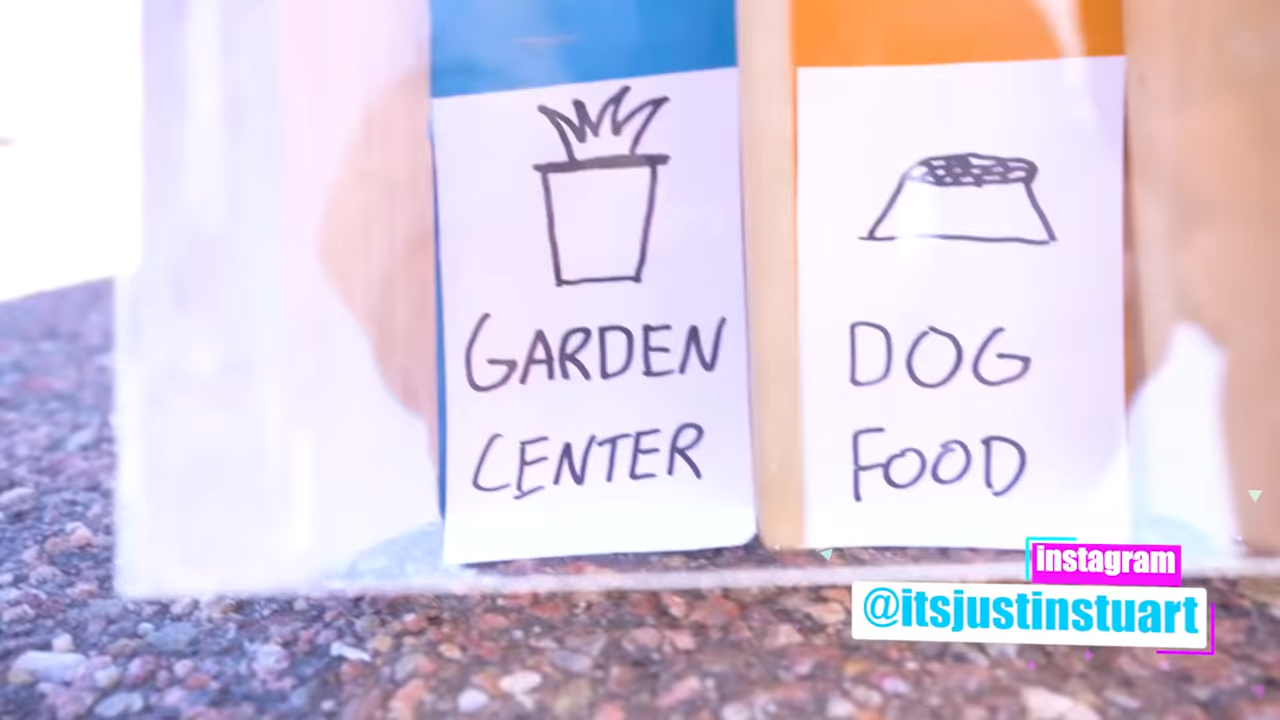 GARDEN
CENTER
DOG
FOOD
instagram
@itsjustinstuart